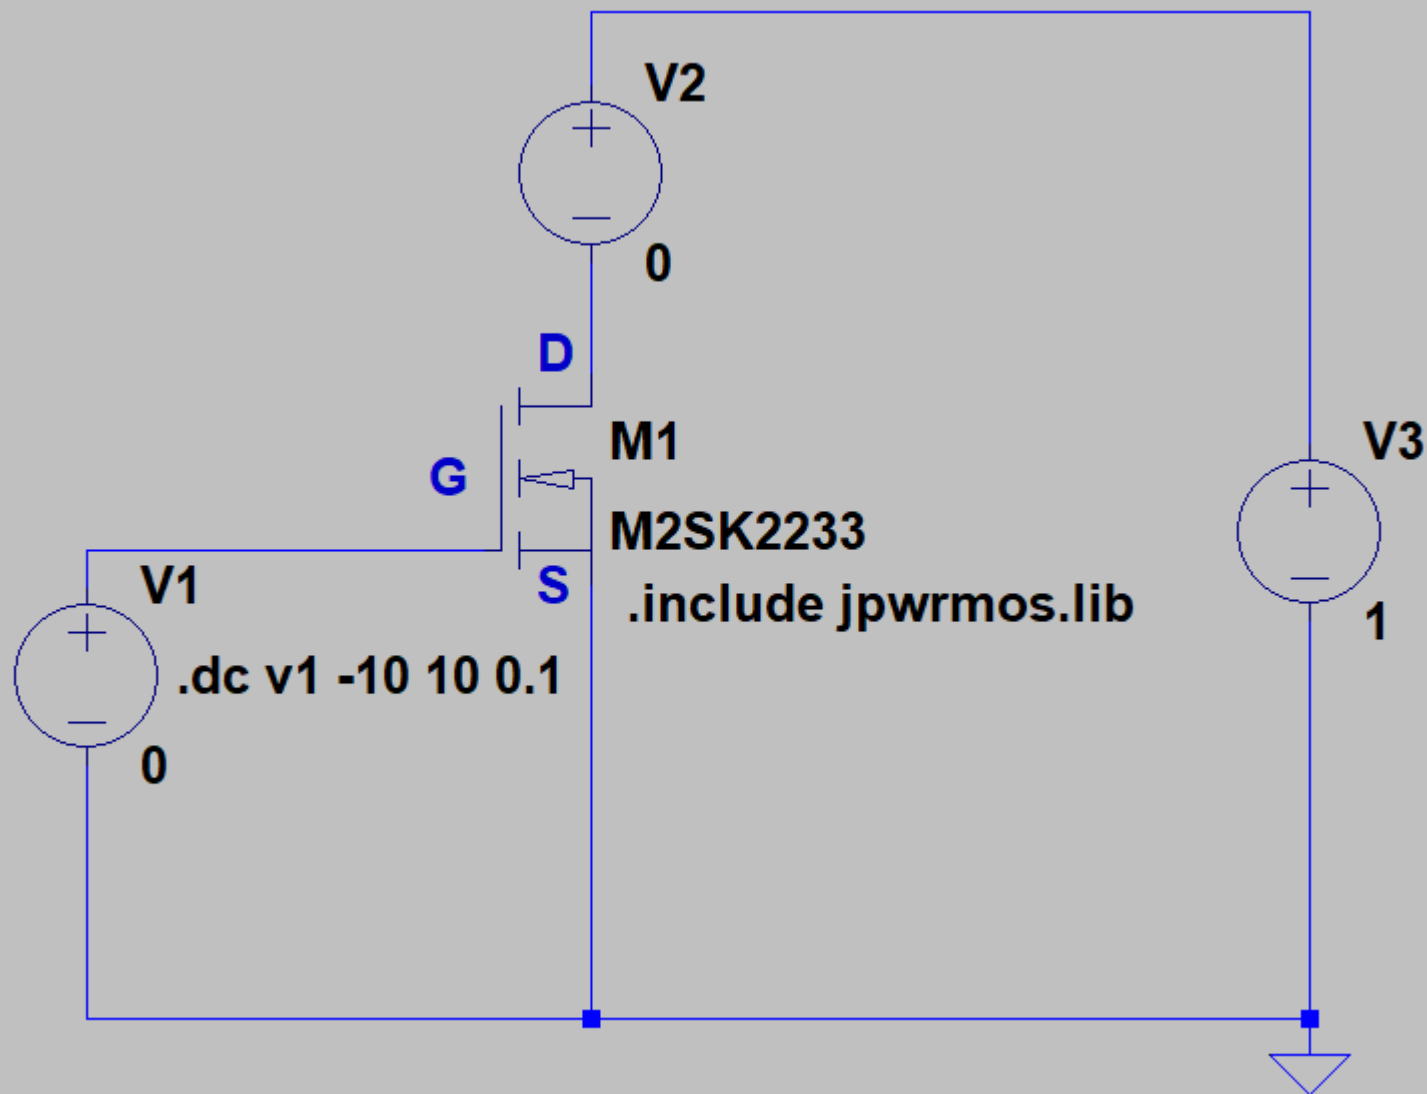 V2
+
0
D
M1
G
V3
+
M2SK2233
S
V1
.include jpwrmos.lib
+
1
.dc v1 -10 10 0.1
0